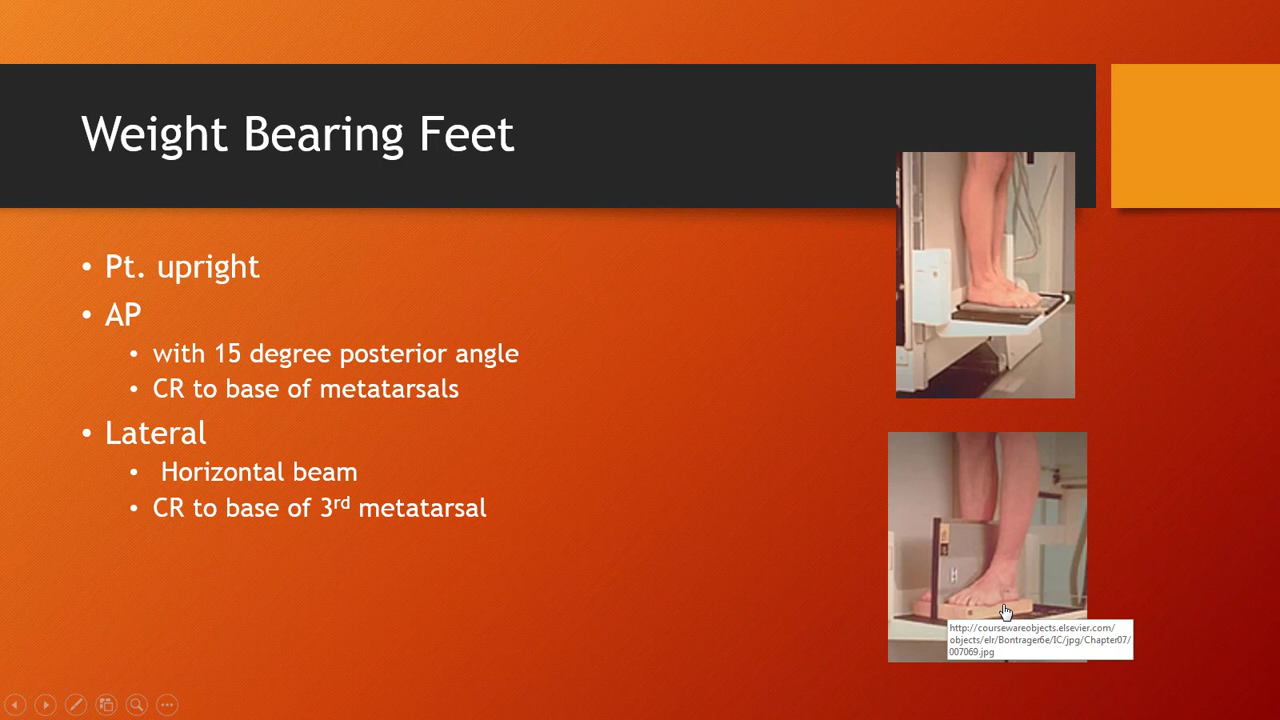 Weight Bearing Feet
• Pt. upright
• AP
• with 15 degree posterior angle
• CR to base of metatarsals
• Lateral
• Horizontal beam
• CR to base of 3rd metatarsal
http://coursewareobjects.elsevier.com/
objects/elr/Bontrager6e/IC/jpg/Chapter07/
007069.jpg